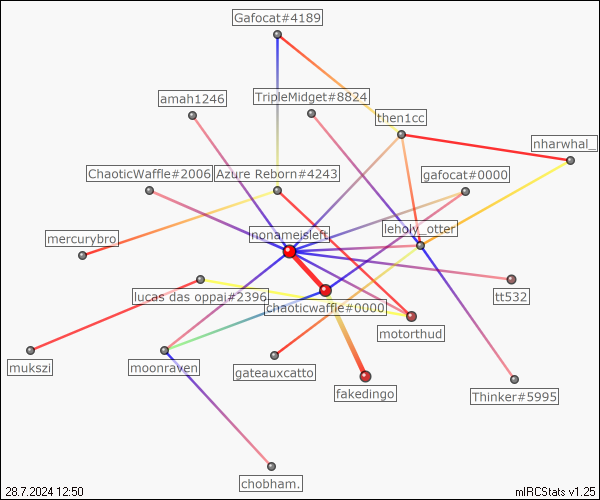 Gafocat#4189
amah1246
TripleMidget#8824
then1cc
nharwhal_
ChaoticWaffle#2006
Azure Reborn#4243
gafocat#0000
mercurybro
nonameisleft
leholy_otter
lucas das oppai#2396
chaoticwaffle#0000
tt532
motorthud
mukszi
moonraven
gateauxcatto
fakedingo
Thinker#5995
chobham.
28.7.2024 12:50
mIRCStats v1.25